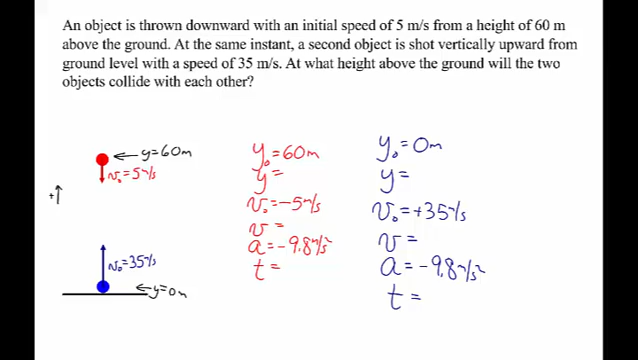 An object is thrown downward with an initial speed of 5 m/s from a height of 60 m
above the ground. At the same instant, a second object is shot vertically upward from
ground level with a speed of 35 m/s. At what height above the ground will the two
objects collide with each other?
y=60m
v₀=5m/s
+↑
v₀=35m/s
y=0m
y₀=60m
y=
v₀=-5m/s
v=
a=-9.8m/s²
t=
y₀=0m
y=
v₀=+35m/s
v=
a=-9.8m/s²
t=